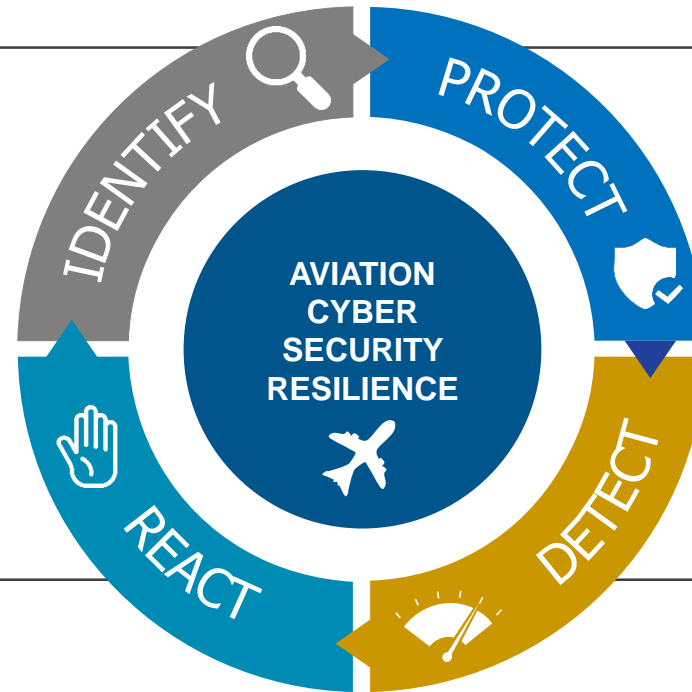 IDENTIFY
PROTECT
AVIATION
CYBER
SECURITY
RESILIENCE
DETECT
REACT